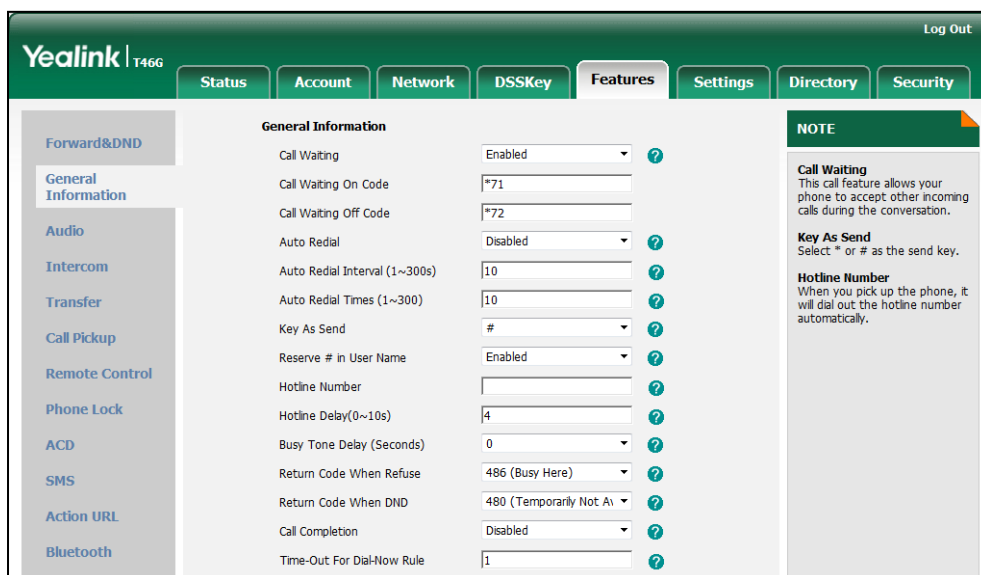 Log Out
Yealink T46G
Status Account Network DSSKey Features Settings Directory Security
Forward&DND
General
Information
Audio
Intercom
Transfer
Call Pickup
Remote Control
Phone Lock
ACD
SMS
Action URL
Bluetooth
General Information
Call Waiting Enabled ?
Call Waiting On Code *71
Call Waiting Off Code *72
Auto Redial Disabled ?
Auto Redial Interval (1~300s) 10 ?
Auto Redial Times (1~300) 10 ?
Key As Send # ?
Reserve # in User Name Enabled ?
Hotline Number ?
Hotline Delay(0~10s) 4 ?
Busy Tone Delay (Seconds) 0 ?
Return Code When Refuse 486 (Busy Here) ?
Return Code When DND 480 (Temporarily Not Av ?
Call Completion Disabled ?
Time-Out For Dial-Now Rule 1 ?
NOTE
Call Waiting
This call feature allows your
phone to accept other incoming
calls during the conversation.
Key As Send
Select * or # as the send key.
Hotline Number
When you pick up the phone, it
will dial out the hotline number
automatically.